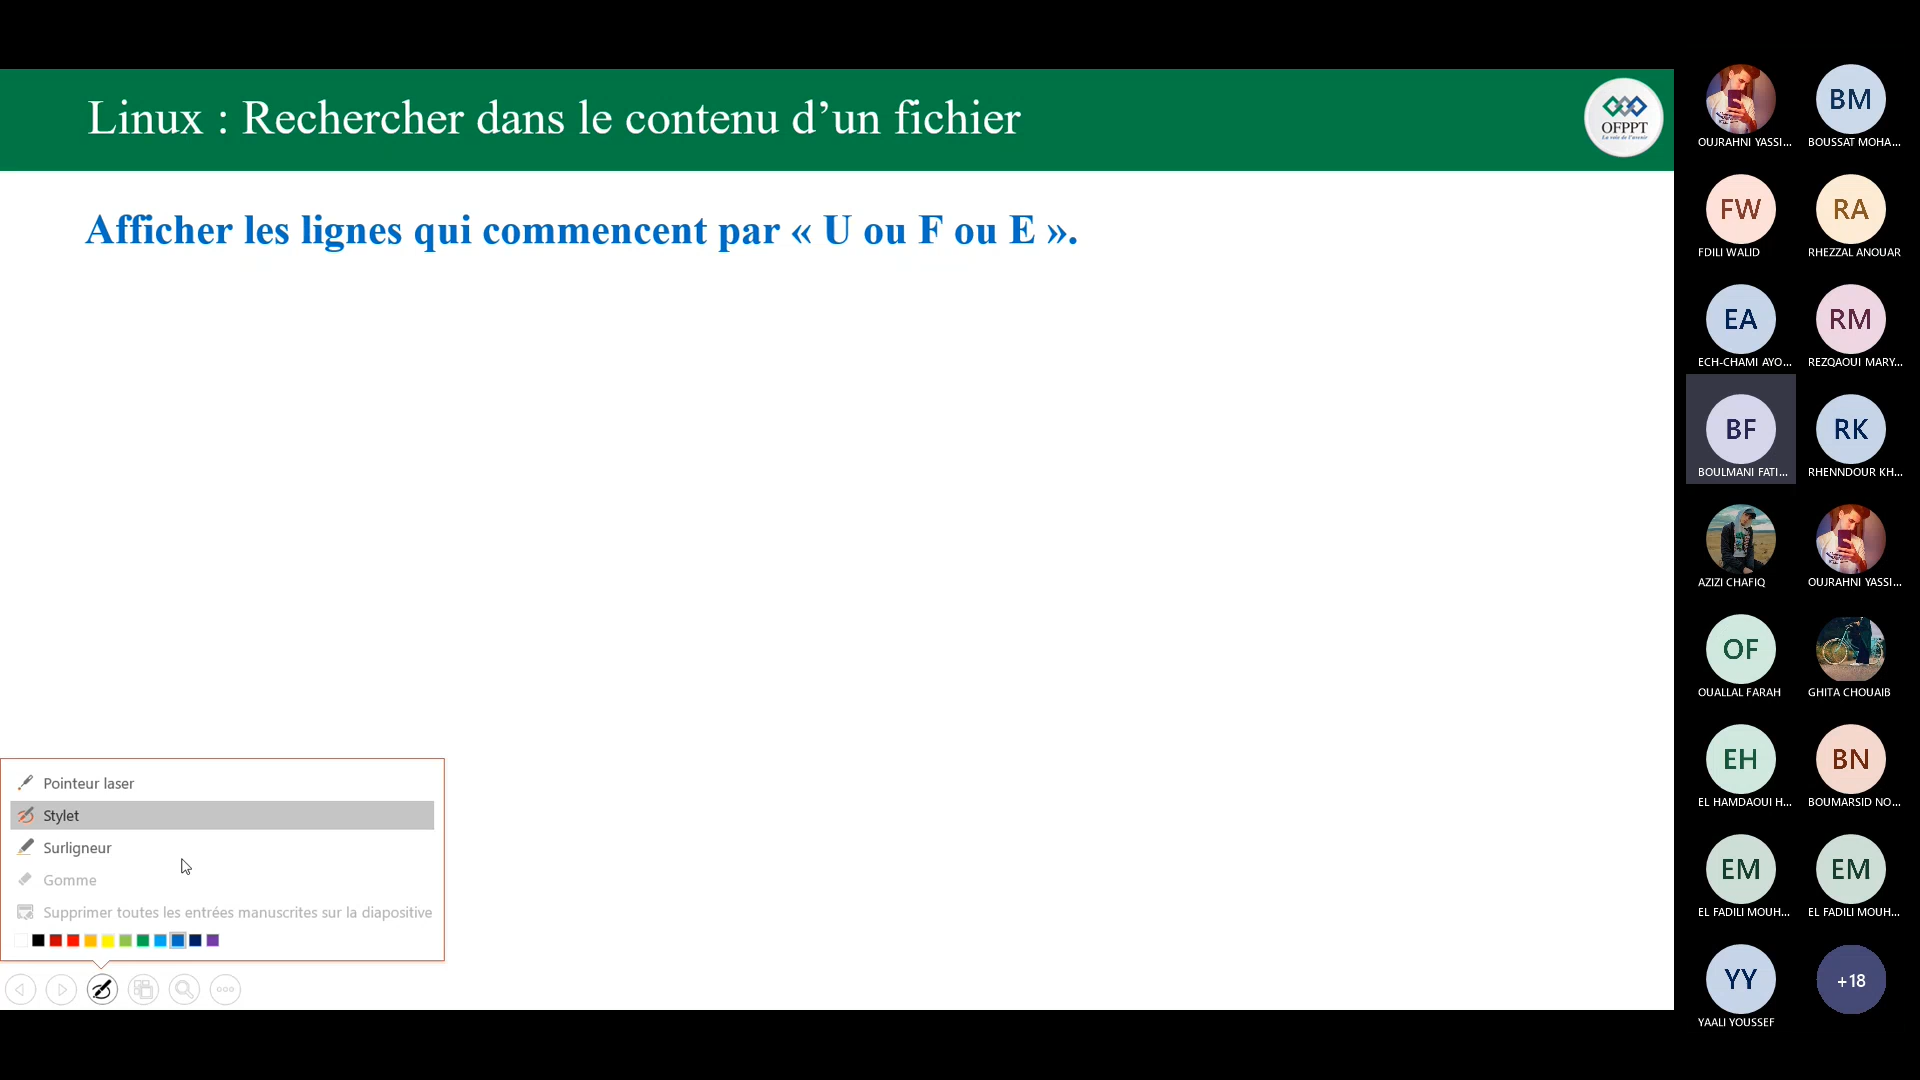 Linux : Rechercher dans le contenu d’un fichier
OFPPT
La voie de l'avenir
Afficher les lignes qui commencent par « U ou F ou E ».
Pointeur laser
Stylet
Surligneur
Gomme
Supprimer toutes les entrées manuscrites sur la diapositive
OUJRAHNI YASSI...
BM
BOUSSAT MOHA...
FW
FDILI WALID
RA
RHEZZAL ANOUAR
EA
ECH-CHAMI AYO...
RM
REZQAOUI MARY...
BF
BOULMANI FATI...
RK
RHENNDOUR KH...
AZIZI CHAFIQ
OUJRAHNI YASSI...
OF
OUALLAL FARAH
GHITA CHOUAIB
EH
EL HAMDAOUI H...
BN
BOUMARSID NO...
EM
EL FADILI MOUH...
EM
EL FADILI MOUH...
YY
YAALI YOUSSEF
+18